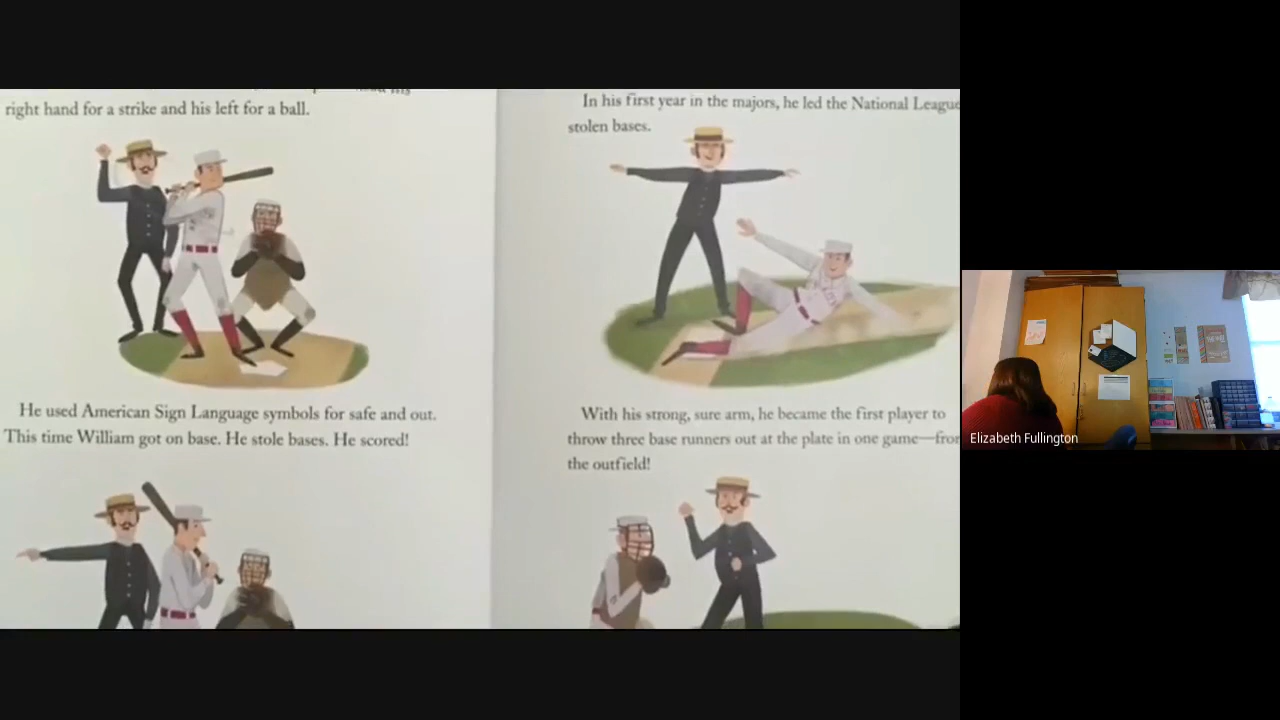 right hand for a strike and his left for a ball.
He used American Sign Language symbols for safe and out.
This time William got on base. He stole bases. He scored!
In his first year in the majors, he led the National League
stolen bases.
With his strong, sure arm, he became the first player to
throw three base runners out at the plate in one game—from
the outfield!
Elizabeth Fullington